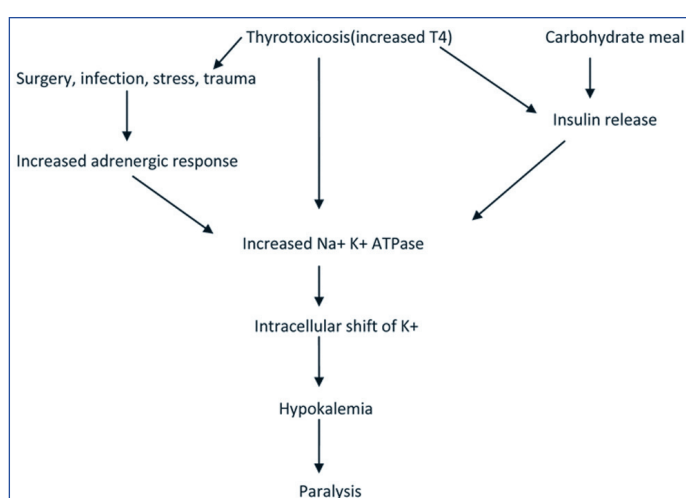 Thyrotoxicosis(increased T4)
Carbohydrate meal
Surgery, infection, stress, trauma
Insulin release
Increased adrenergic response
Increased Na+ K+ ATPase
Intracellular shift of K+
Hypokalemia
Paralysis